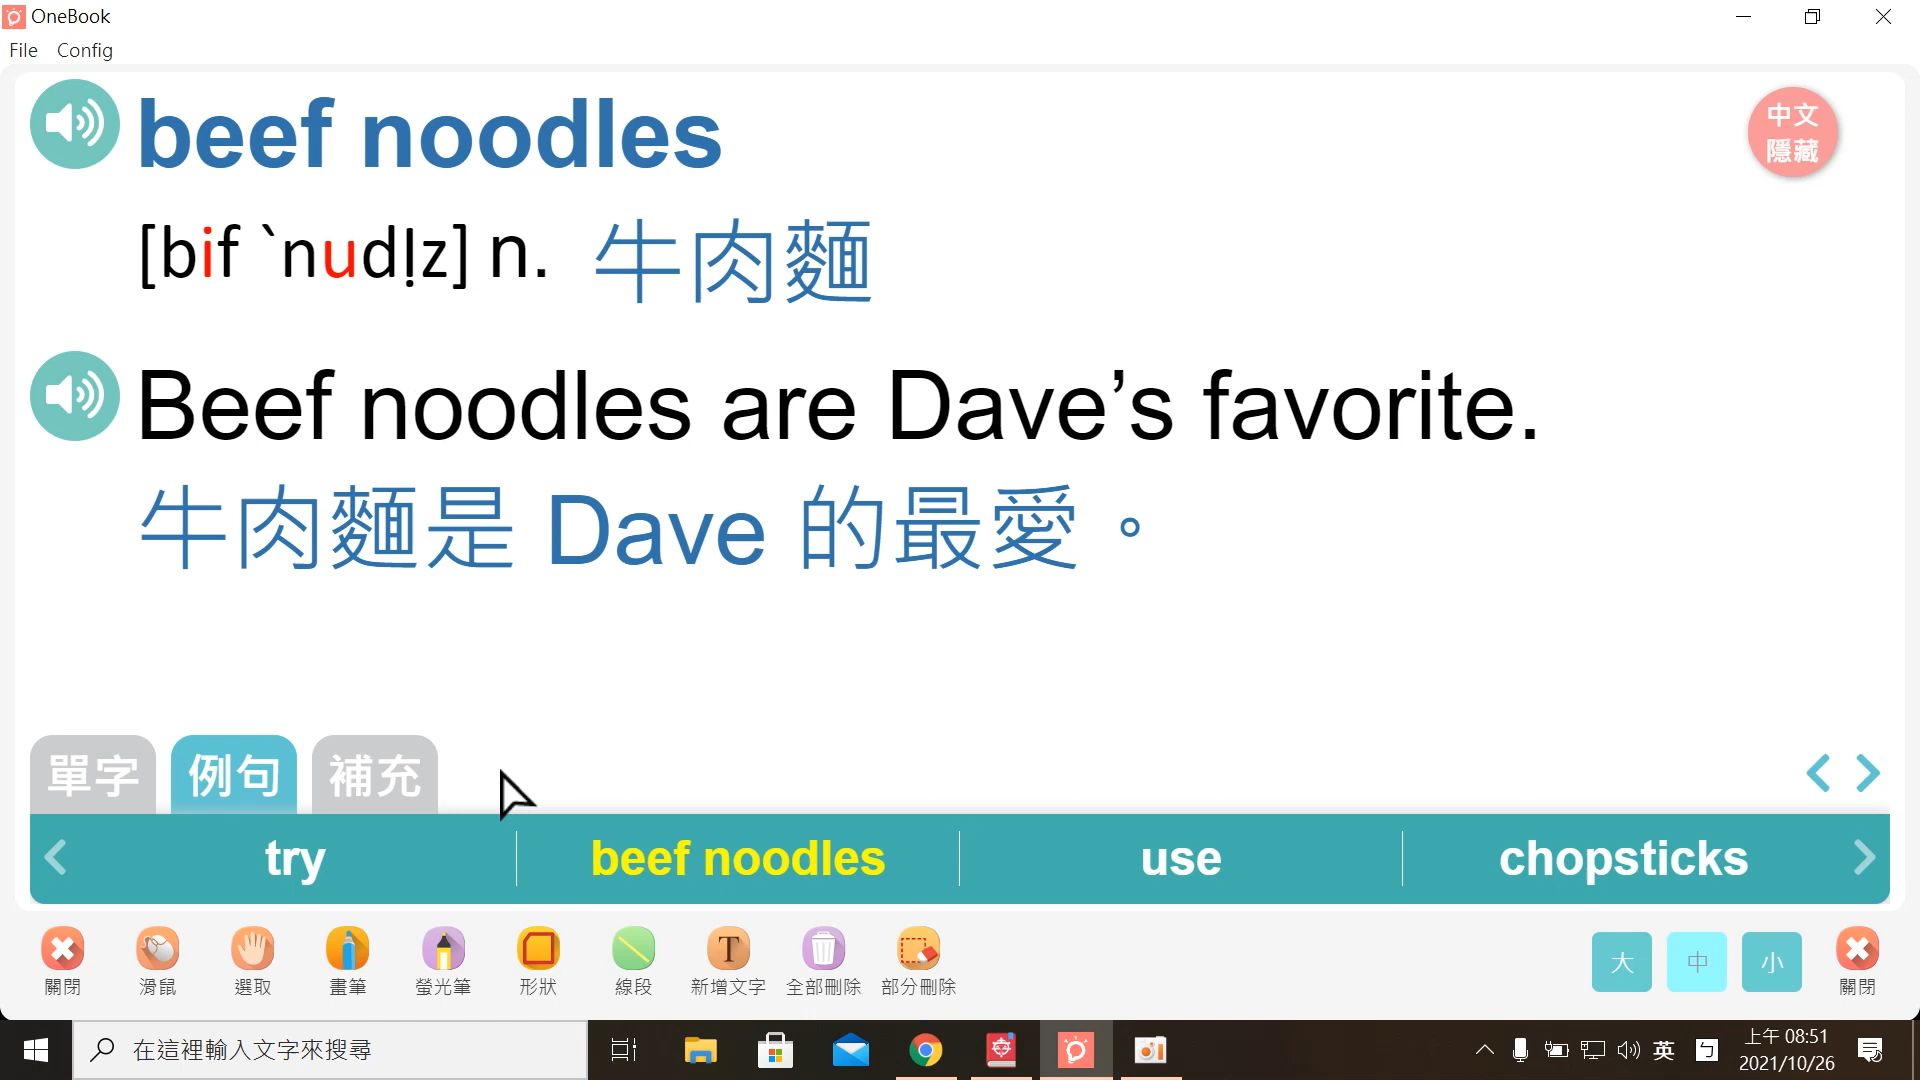 OneBook
File Config
beef noodles
中文
隱藏
[bif ˋnudḷz] n. 牛肉麵
Beef noodles are Dave’s favorite.
牛肉麵是 Dave 的最愛。
單字 例句 補充
try beef noodles use chopsticks
關閉 滑鼠 選取 畫筆 螢光筆 形狀 線段 新增文字 全部刪除 部分刪除 大 中 小 關閉
在這裡輸入文字來搜尋
英 ㄅ
上午 08:51
2021/10/26